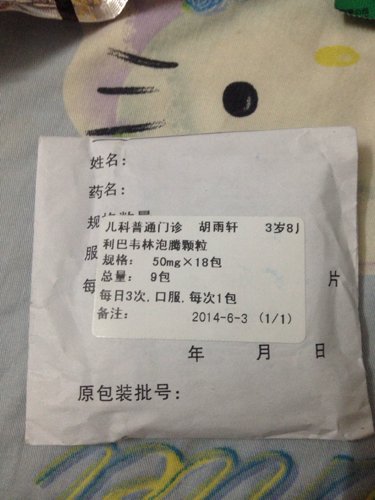 姓名:
药名:
儿科普通门诊 胡雨轩 3岁8
利巴韦林泡腾颗粒
规格: 50mg×18包
总量: 9包
每日3次,口服,每次1包
备注: 2014-6-3 (1/1)
服
每
片
年 月 日
原包装批号: